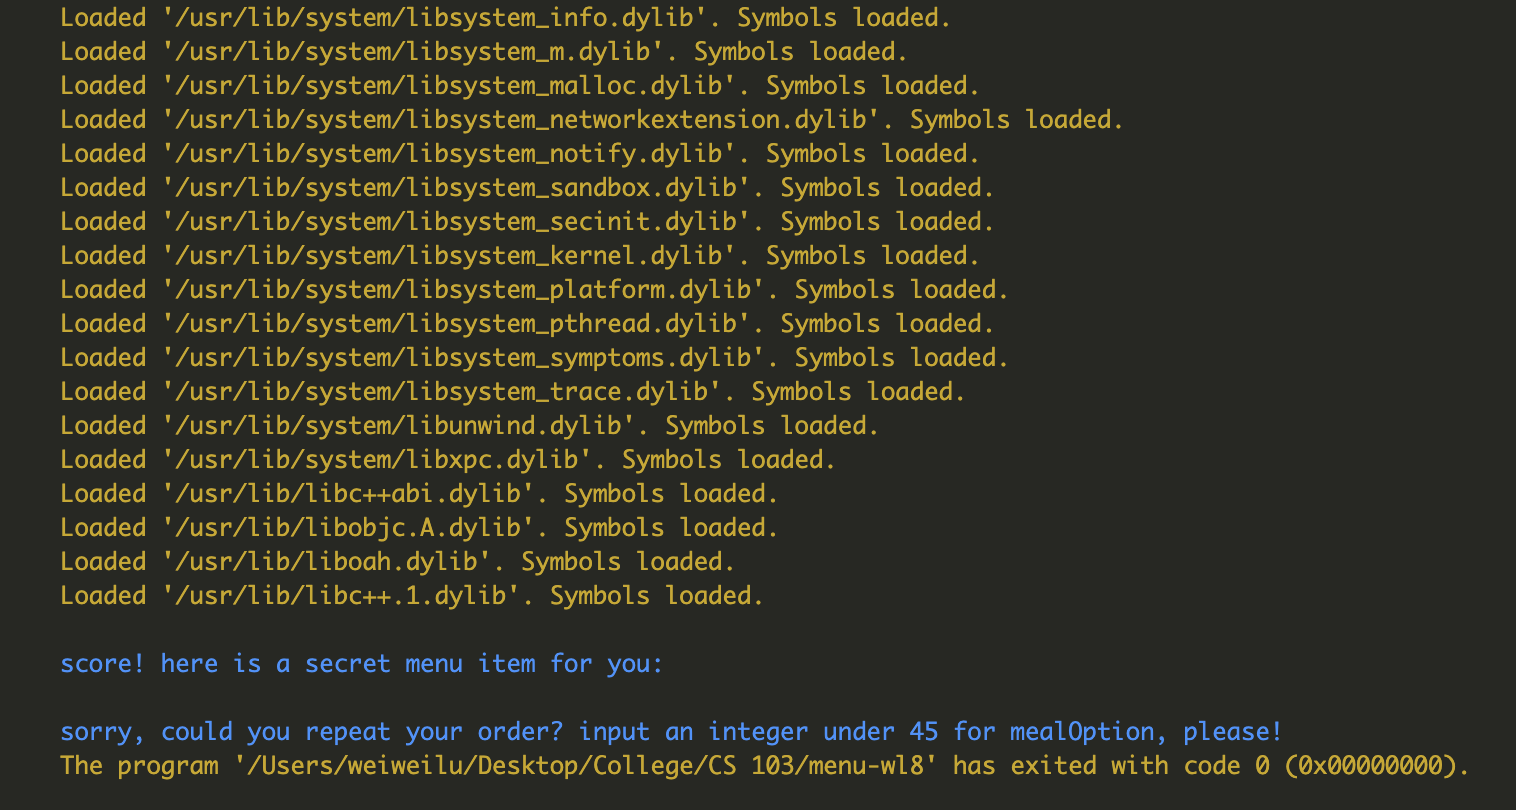 Loaded '/usr/lib/system/libsystem_info.dylib'. Symbols loaded.
Loaded '/usr/lib/system/libsystem_m.dylib'. Symbols loaded.
Loaded '/usr/lib/system/libsystem_malloc.dylib'. Symbols loaded.
Loaded '/usr/lib/system/libsystem_networkextension.dylib'. Symbols loaded.
Loaded '/usr/lib/system/libsystem_notify.dylib'. Symbols loaded.
Loaded '/usr/lib/system/libsystem_sandbox.dylib'. Symbols loaded.
Loaded '/usr/lib/system/libsystem_secinit.dylib'. Symbols loaded.
Loaded '/usr/lib/system/libsystem_kernel.dylib'. Symbols loaded.
Loaded '/usr/lib/system/libsystem_platform.dylib'. Symbols loaded.
Loaded '/usr/lib/system/libsystem_pthread.dylib'. Symbols loaded.
Loaded '/usr/lib/system/libsystem_symptoms.dylib'. Symbols loaded.
Loaded '/usr/lib/system/libsystem_trace.dylib'. Symbols loaded.
Loaded '/usr/lib/system/libunwind.dylib'. Symbols loaded.
Loaded '/usr/lib/system/libxpc.dylib'. Symbols loaded.
Loaded '/usr/lib/libc++abi.dylib'. Symbols loaded.
Loaded '/usr/lib/libobjc.A.dylib'. Symbols loaded.
Loaded '/usr/lib/liboah.dylib'. Symbols loaded.
Loaded '/usr/lib/libc++.1.dylib'. Symbols loaded.
score! here is a secret menu item for you:
sorry, could you repeat your order? input an integer under 45 for mealOption, please!
The program '/Users/weiweilu/Desktop/College/CS 103/menu-wl8' has exited with code 0 (0x00000000).